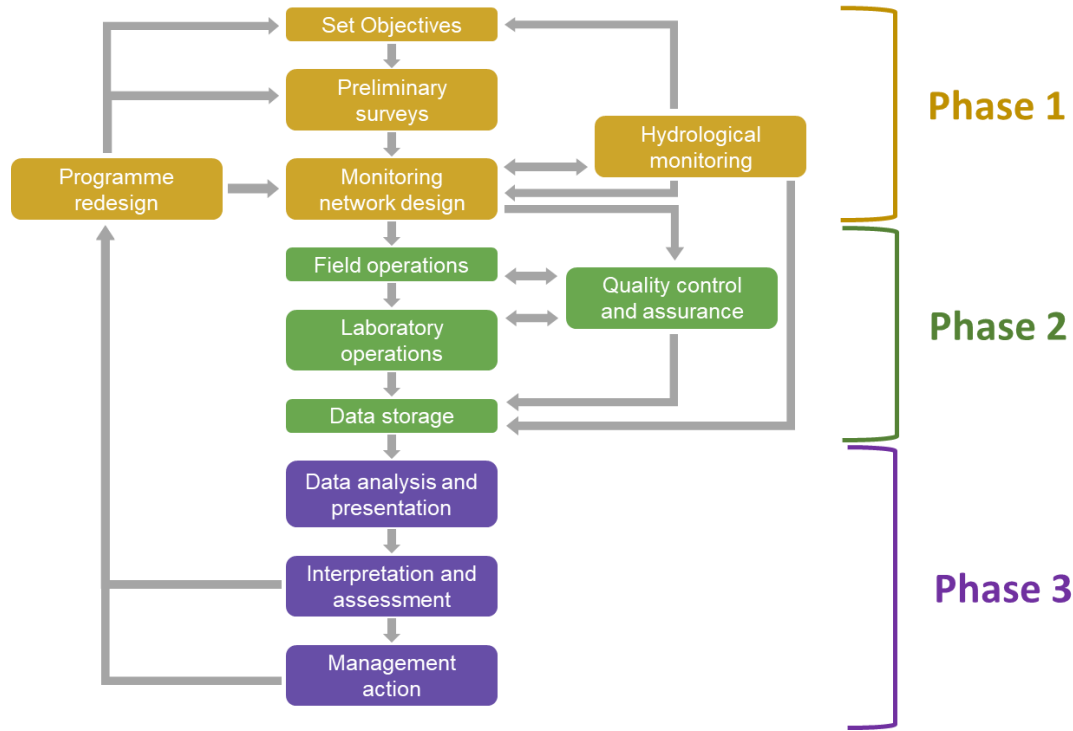 Set Objectives
Preliminary
surveys
Hydrological
monitoring
Programme
redesign
Monitoring
network design
Phase 1
Field operations
Quality control
and assurance
Laboratory
operations
Data storage
Phase 2
Data analysis and
presentation
Interpretation and
assessment
Management
action
Phase 3